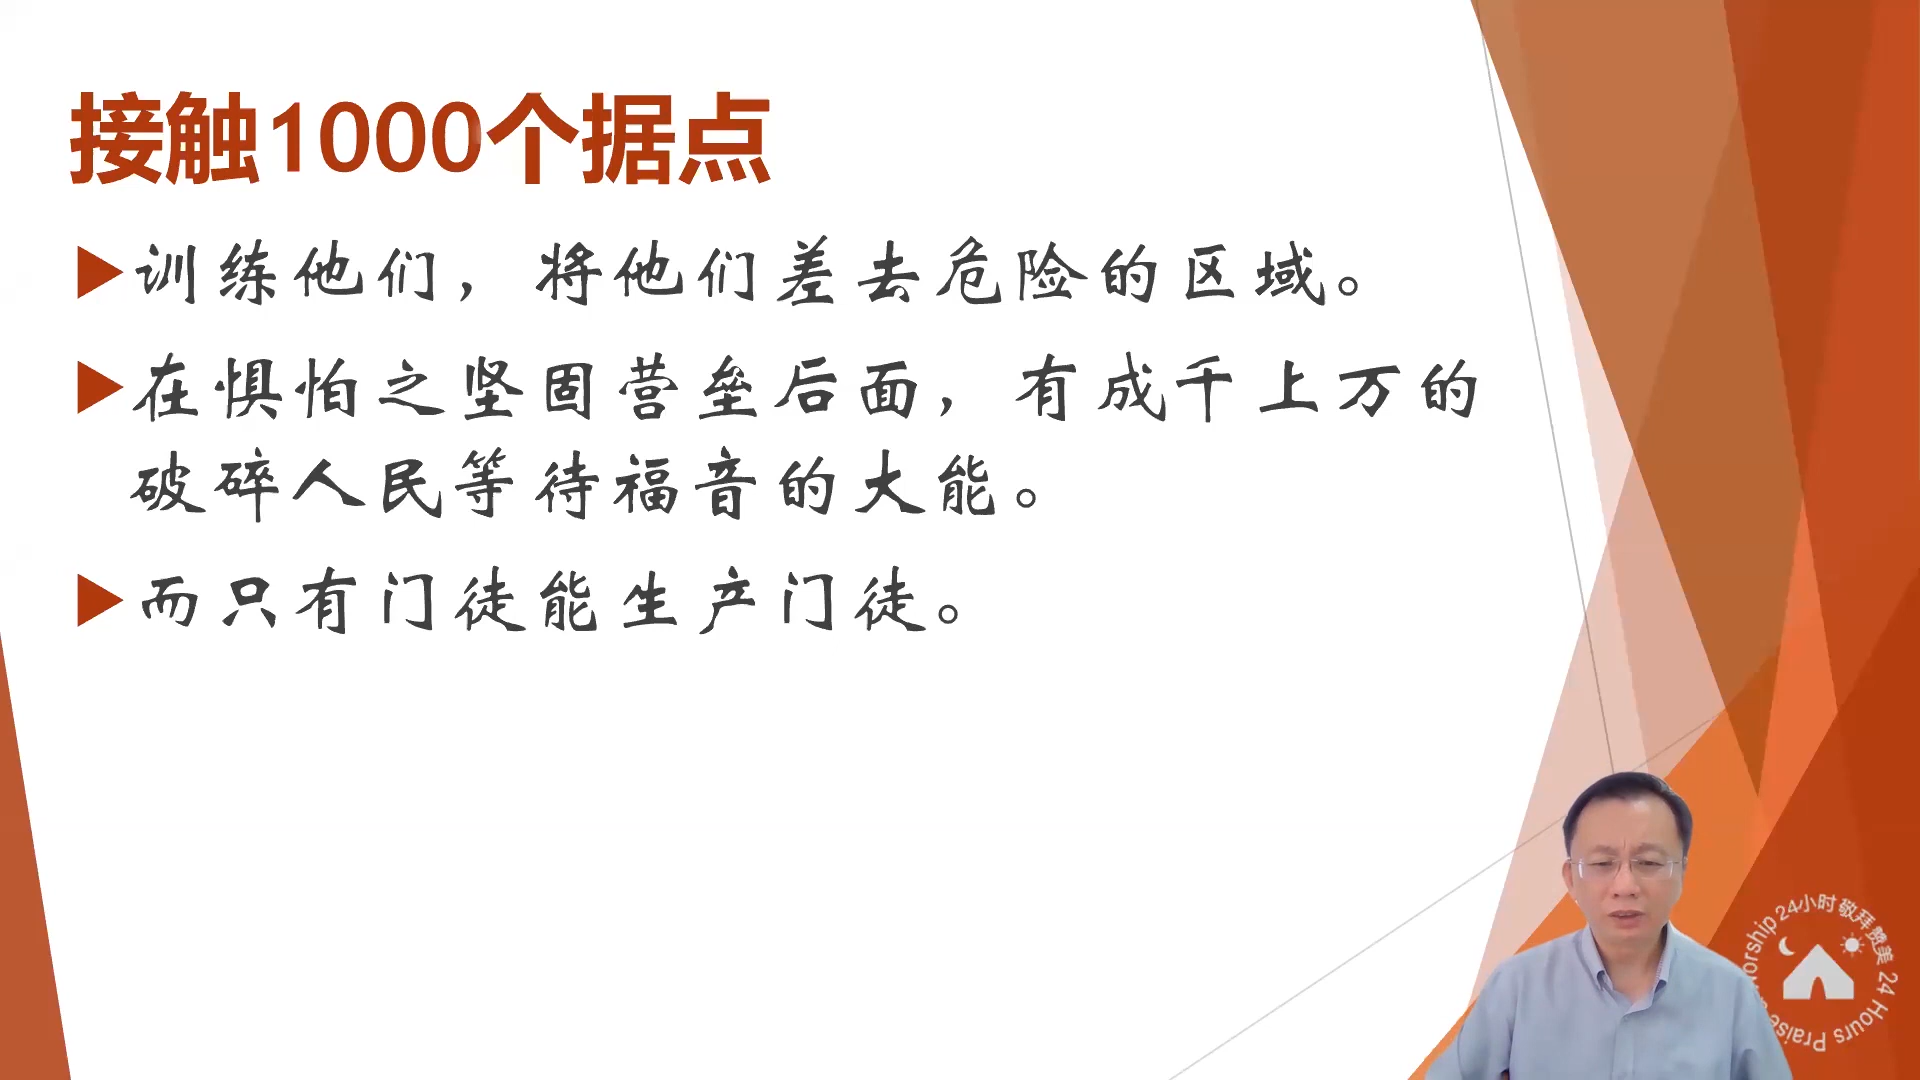 接触1000个据点
训练他们，将他们差去危险的区域。
在惧怕之坚固营垒后面，有成千上万的
破碎人民等待福音的大能。
而只有门徒能生产门徒。
24小时敬拜赞美 24 Hours Praise